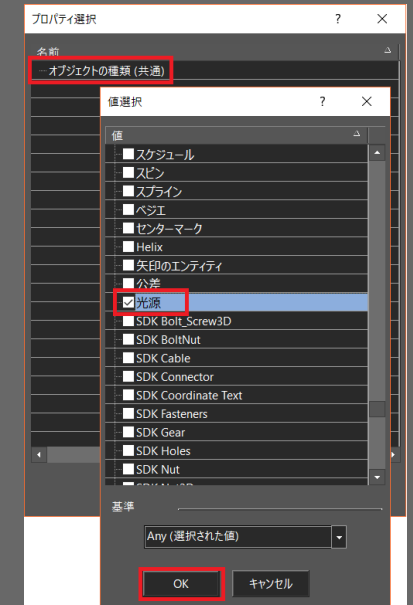 プロパティ選択 ? ×
名前
オブジェクトの種類 (共通)
値選択 ? ×
値
スケジュール
スピン
スプライン
ベジエ
センターマーク
Helix
矢印のエンティティ
公差
光源
SDK Bolt_Screw3D
SDK BoltNut
SDK Cable
SDK Connector
SDK Coordinate Text
SDK Fasteners
SDK Gear
SDK Holes
SDK Nut
基準
Any (選択された値)
OK キャンセル